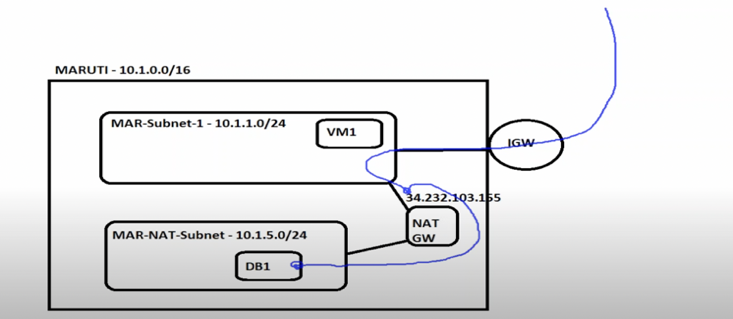 MARUTI - 10.1.0.0/16
MAR-Subnet-1 - 10.1.1.0/24
VM1
IGW
34.232.103.155
NAT
GW
MAR-NAT-Subnet - 10.1.5.0/24
DB1